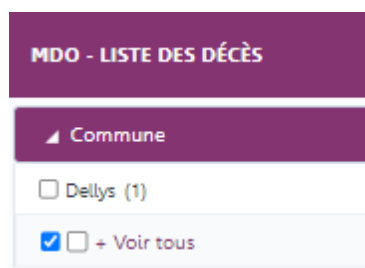 MDO - LISTE DES DÉCÈS
Commune
Dellys (1)
+ Voir tous